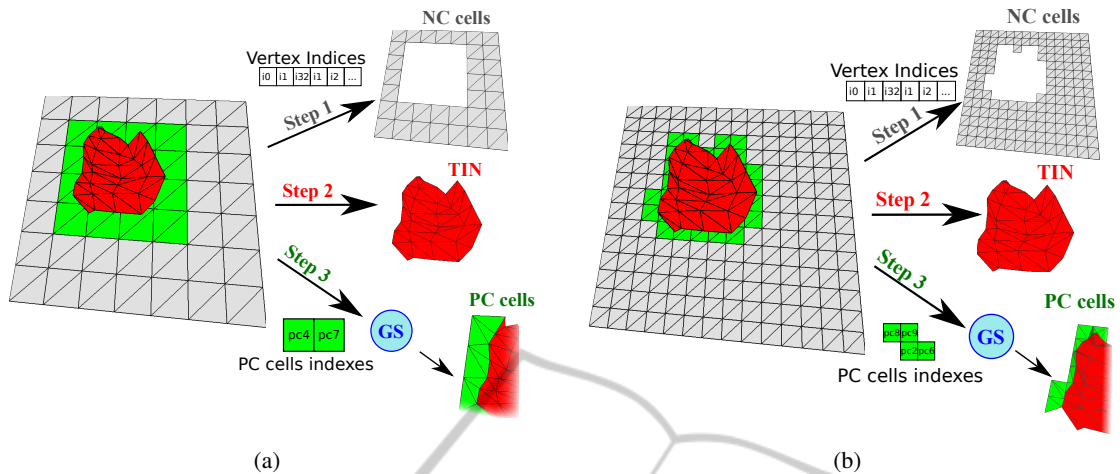 NC cells
Vertex Indices
i0 i1 i32 i1 i2 ...
Step 1
TIN
Step 2
Step 3
PC cells
GS
pc4 pc7
PC cells indexes
(a)
NC cells
Vertex Indices
i0 i1 i32 i1 i2 ...
Step 1
TIN
Step 2
Step 3
PC cells
GS
pc8 pc9
pc2 pc6
PC cells indexes
(b)